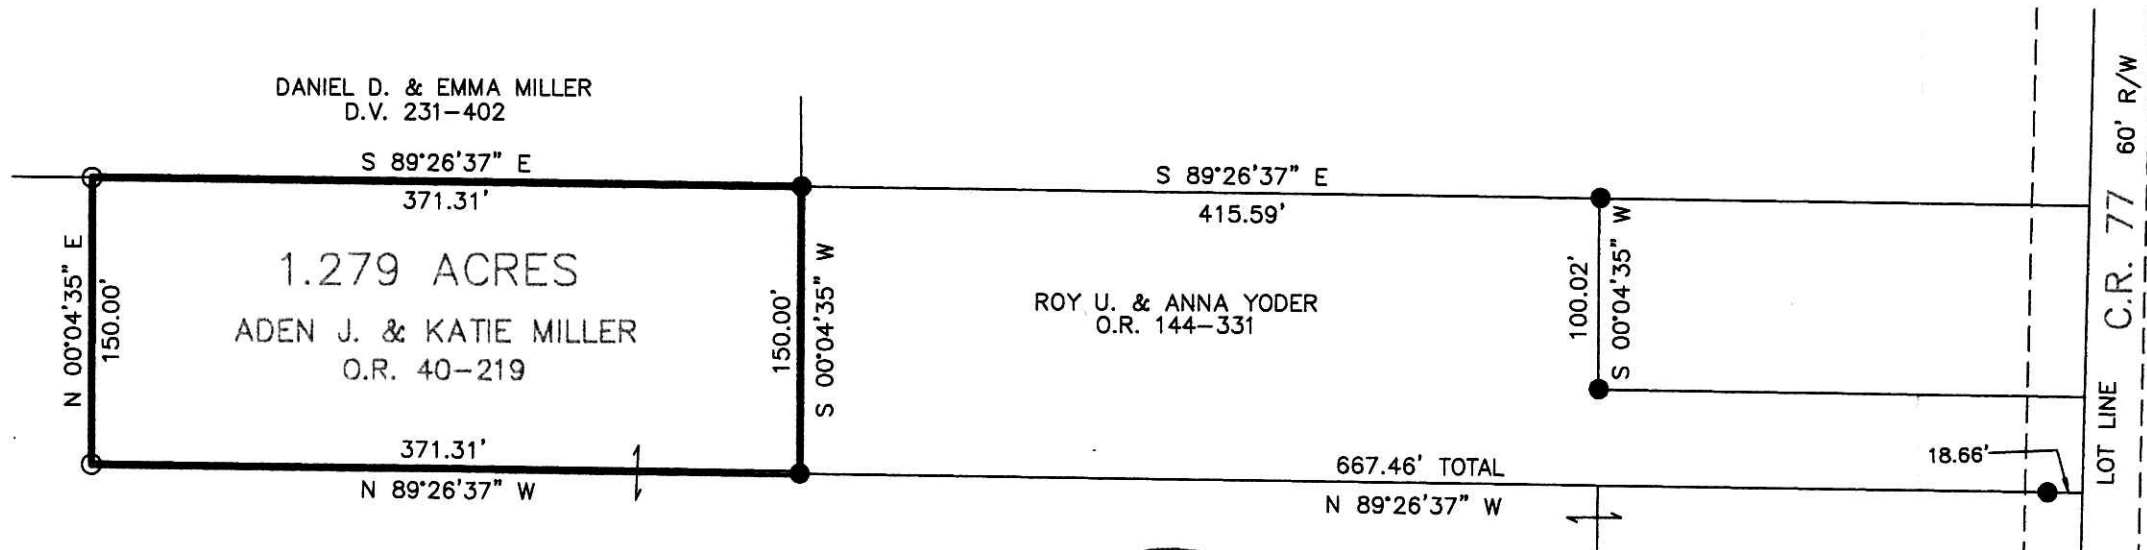 DANIEL D. & EMMA MILLER
D.V. 231-402
S 89°26'37" E
371.31'
1.279 ACRES
ADEN J. & KATIE MILLER
O.R. 40-219
N 00°04'35" E
150.00'
150.00'
S 00°04'35" W
371.31'
N 89°26'37" W
S 89°26'37" E
415.59'
ROY U. & ANNA YODER
O.R. 144-331
100.02'
S 00°04'35" W
667.46' TOTAL
N 89°26'37" W
18.66'
LOT LINE
C.R. 77
60' R/W